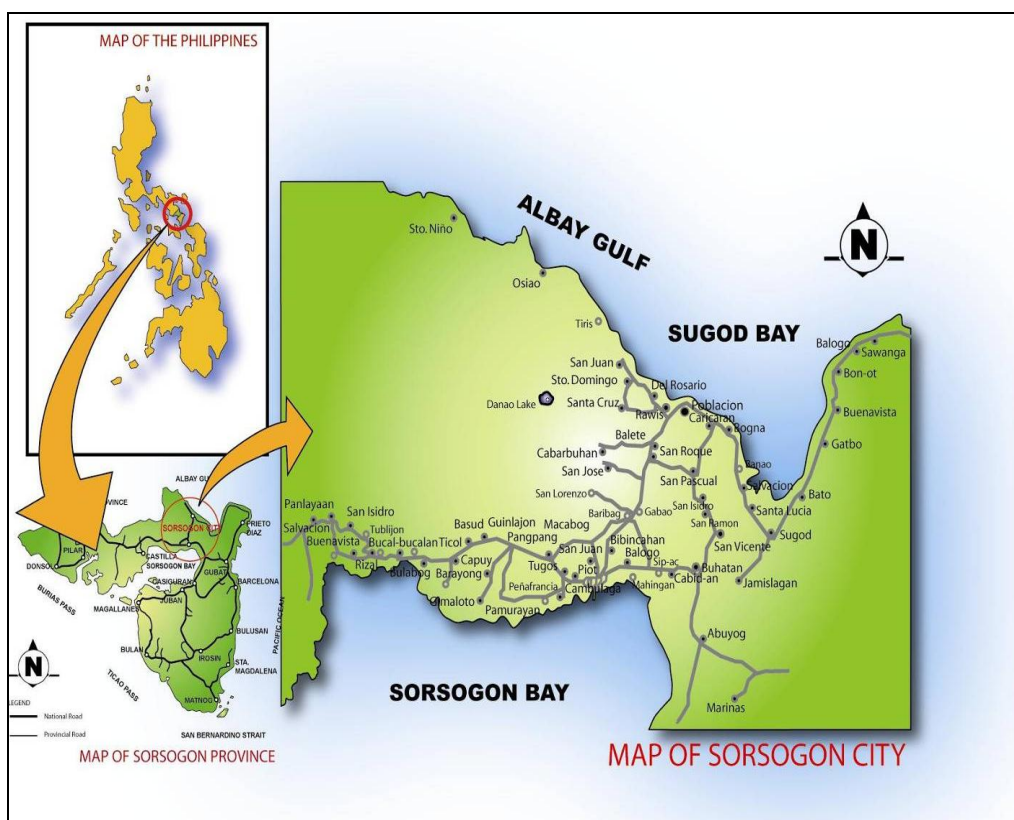 MAP OF THE PHILIPPINES
ALBAY GULF
SUGOD BAY
N
Sto. Niño
Osiao
Tiris
San Juan
Sto. Domingo
Del Rosario
Danao Lake
Santa Cruz
Rawis
Poblacion
Caricaran
Bogna
Balete
Cabarbuhan
San Roque
San Jose
San Pascual
Banao
Salvacion
San Lorenzo
Baribag
Gabao
San Isidro
Santa Lucia
San Ramon
San Vicente
Sugod
Bato
Gatbo
Buenavista
Bon-ot
Balogo
Sawanga
Panlayaan
San Isidro
Salvacion
Tublijon
Buenavista
Bucal-bucalan
Rizal
Bulabog
Ticol
Basud
Guinlajon
Macabog
Pangpang
Capuy
Barayong
Gimaloto
Pamurayan
Peñafrancia
Tugos
San Juan
Piot
Cambulaga
Bibincahan
Balogo
Sip-ac
Mahingan
Cabid-an
Buhatan
Jamislagan
Abuyog
Marinas
SORSOGON BAY
MAP OF SORSOGON CITY
ALBAY GU
OVINCE
SORSOGON CITY
PRIETO
DIAZ
PILAR
DONSOL
CASTILLA
SORSOGON BAY
CASIGURAN
GUBAT
BARCELONA
BURIAS PASS
MAGALLANES
JUBAN
PACIFIC OCEAN
BULUSAN
BULAN
IROSIN
STA.
MAGDALENA
TICAO PASS
MATNOG
N
LEGEND
National Road
Provincial Road
SAN BERNARDINO STRAIT
MAP OF SORSOGON PROVINCE